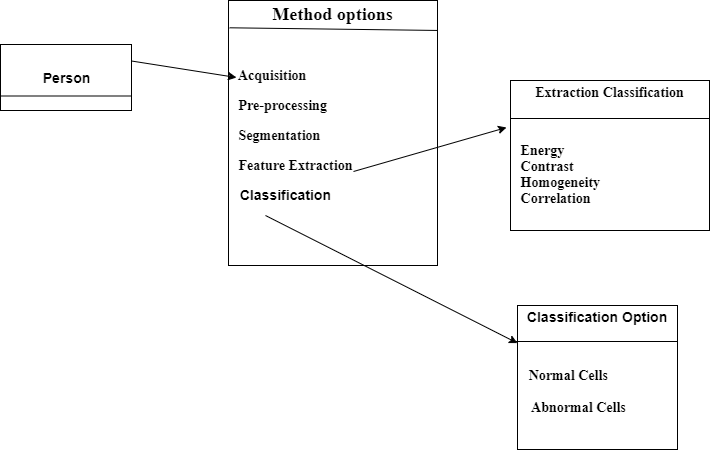 Method options
Person
Acquisition
Pre-processing
Segmentation
Feature Extraction
Classification
Extraction Classification
Energy
Contrast
Homogeneity
Correlation
Classification Option
Normal Cells
Abnormal Cells